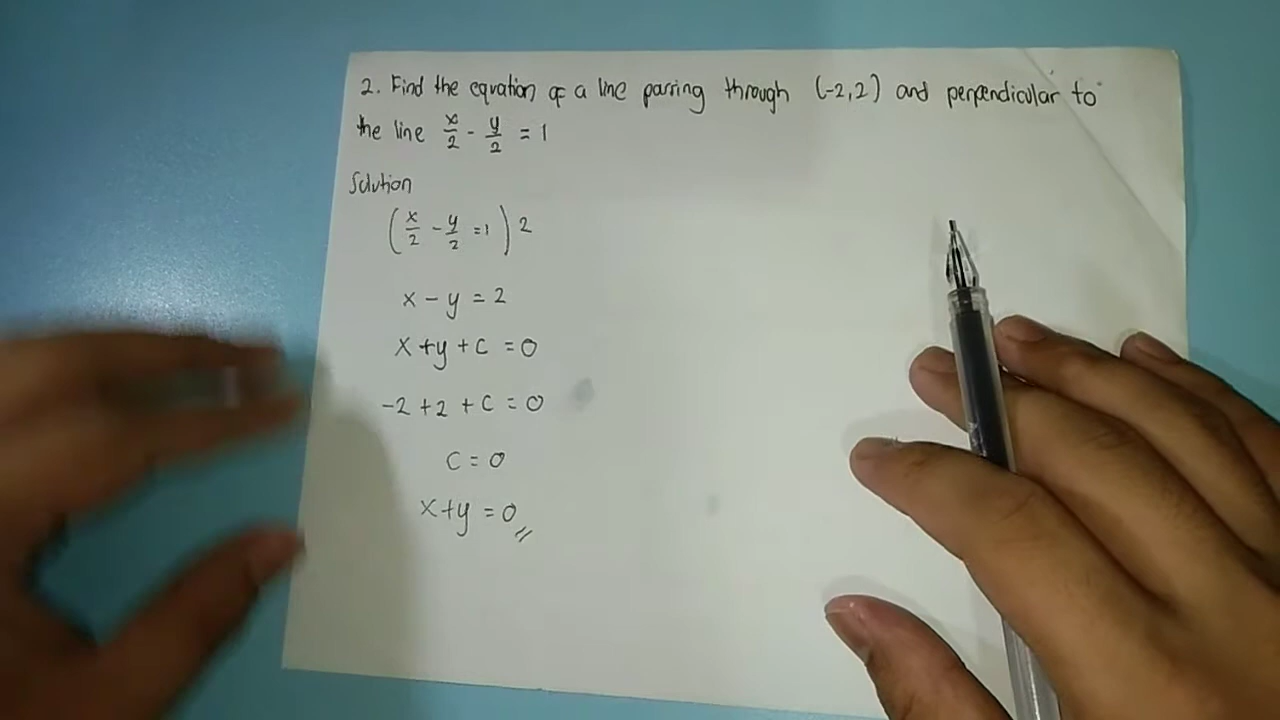 2. Find the equation of a line passing through (-2,2) and perpendicular to
the line x/2 - y/2 = 1
Solution
(x/2 - y/2 = 1) 2
x - y = 2
x + y + c = 0
-2 + 2 + c = 0
c = 0
x + y = 0